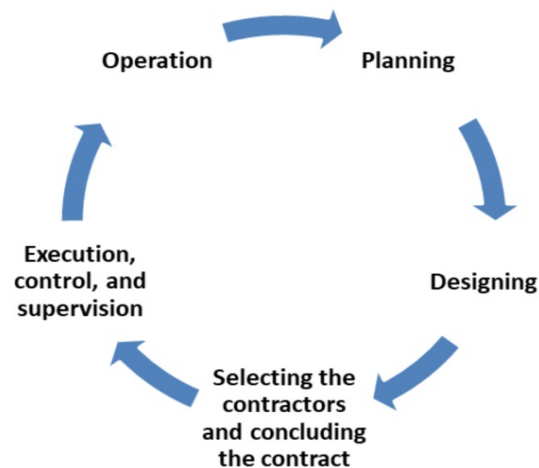 Operation
Planning
Designing
Selecting the
contractors
and concluding
the contract
Execution,
control, and
supervision